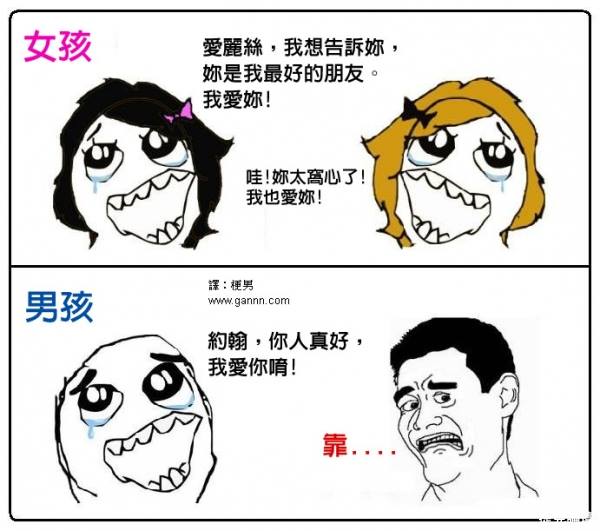 女孩
愛麗絲，我想告訴妳，
妳是我最好的朋友。
我愛妳!
哇!妳太窩心了!
我也愛妳!
譯：梗男
www.gannn.com
男孩
約翰，你人真好，
我愛你唷!
靠....